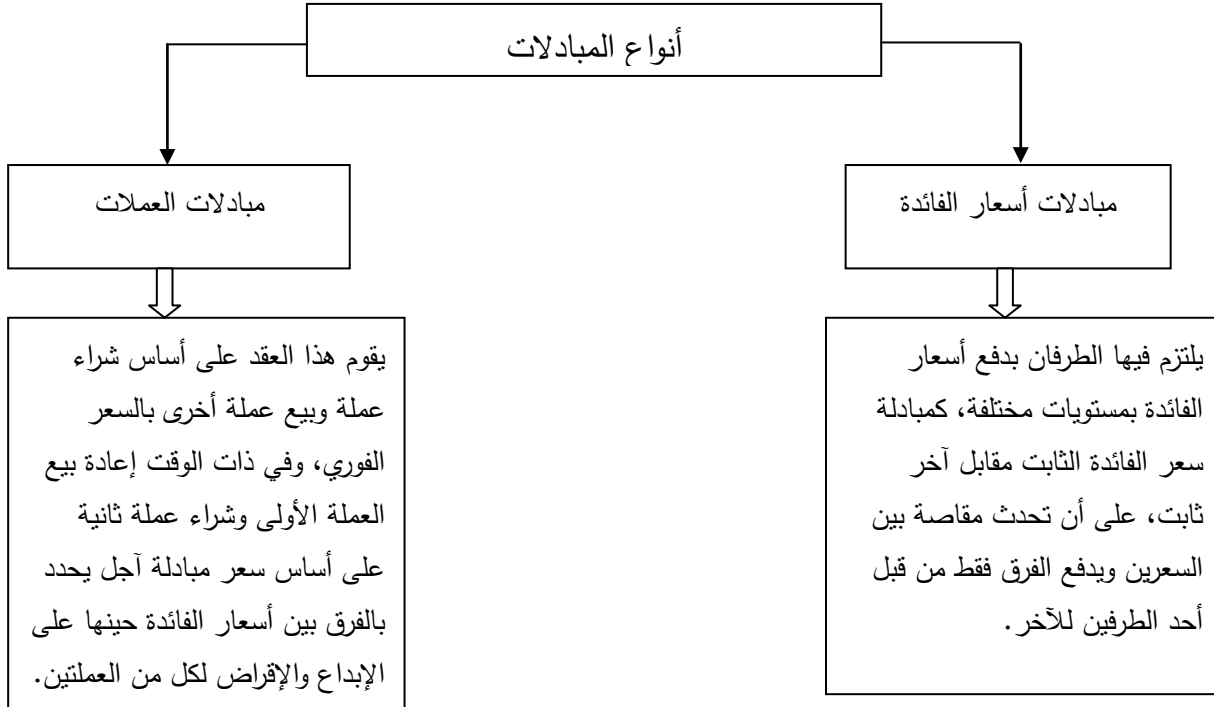 أنواع المبادلات
مبادلات أسعار الفائدة
مبادلات العملات
يلتزم فيها الطرفان بدفع أسعار
الفائدة بمستويات مختلفة، كمبادلة
سعر الفائدة الثابت مقابل آخر
ثابت، على أن تحدث مقاصة بين
السعرين ويدفع الفرق فقط من قبل
أحد الطرفين للآخر.
يقوم هذا العقد على أساس شراء
عملة وبيع عملة أخرى بالسعر
الفوري، وفي ذات الوقت إعادة بيع
العملة الأولى وشراء عملة ثانية
على أساس سعر مبادلة آجل يحدد
بالفرق بين أسعار الفائدة حينها على
الإبداع والإقراض لكل من العملتين.